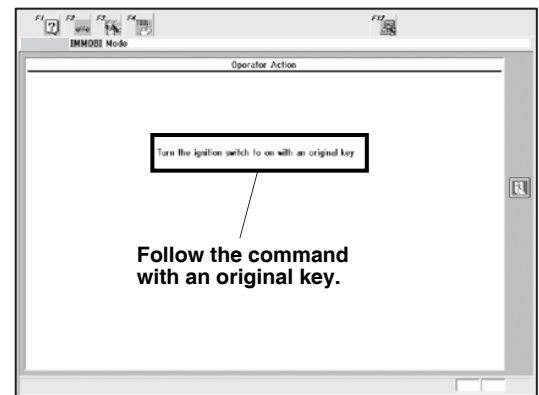 F1 F2 F3 F4 F12
IMMOBI Mode
Operator Action
Turn the ignition switch to on with an original key
Follow the command
with an original key.